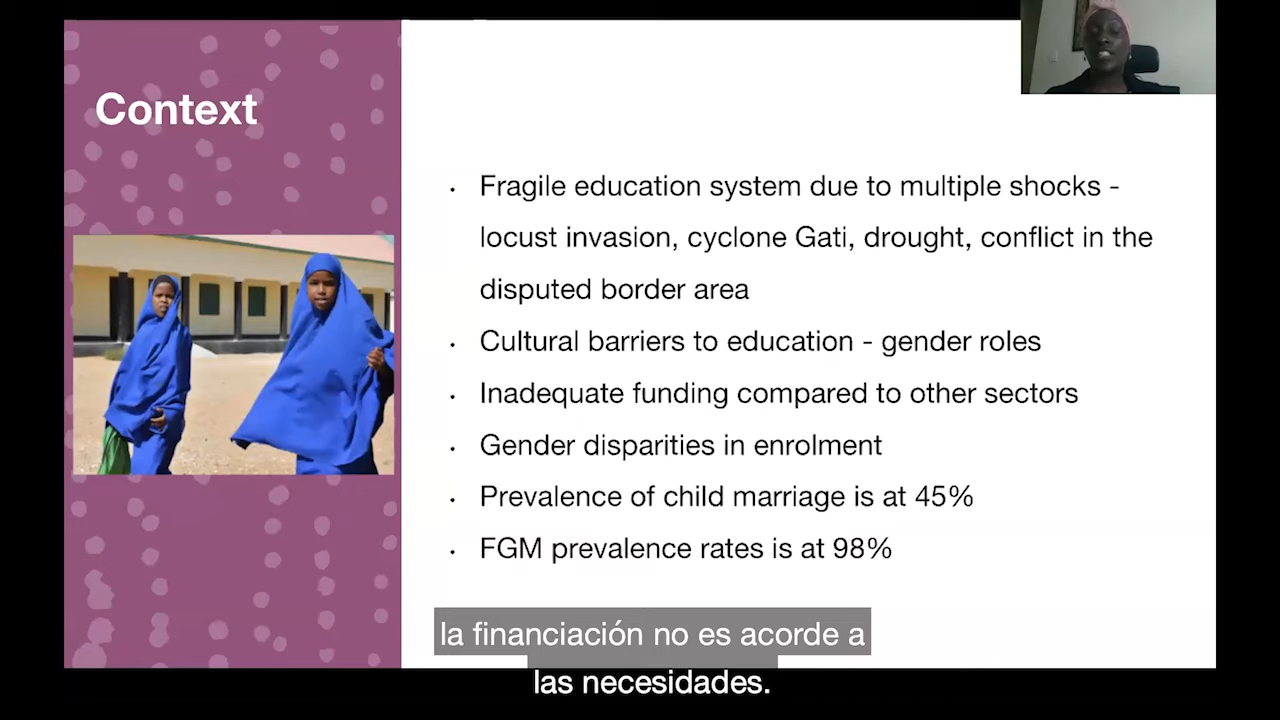 Context
• Fragile education system due to multiple shocks -
locust invasion, cyclone Gati, drought, conflict in the
disputed border area
• Cultural barriers to education - gender roles
• Inadequate funding compared to other sectors
• Gender disparities in enrolment
• Prevalence of child marriage is at 45%
• FGM prevalence rates is at 98%
la financiación no es acorde a
las necesidades.